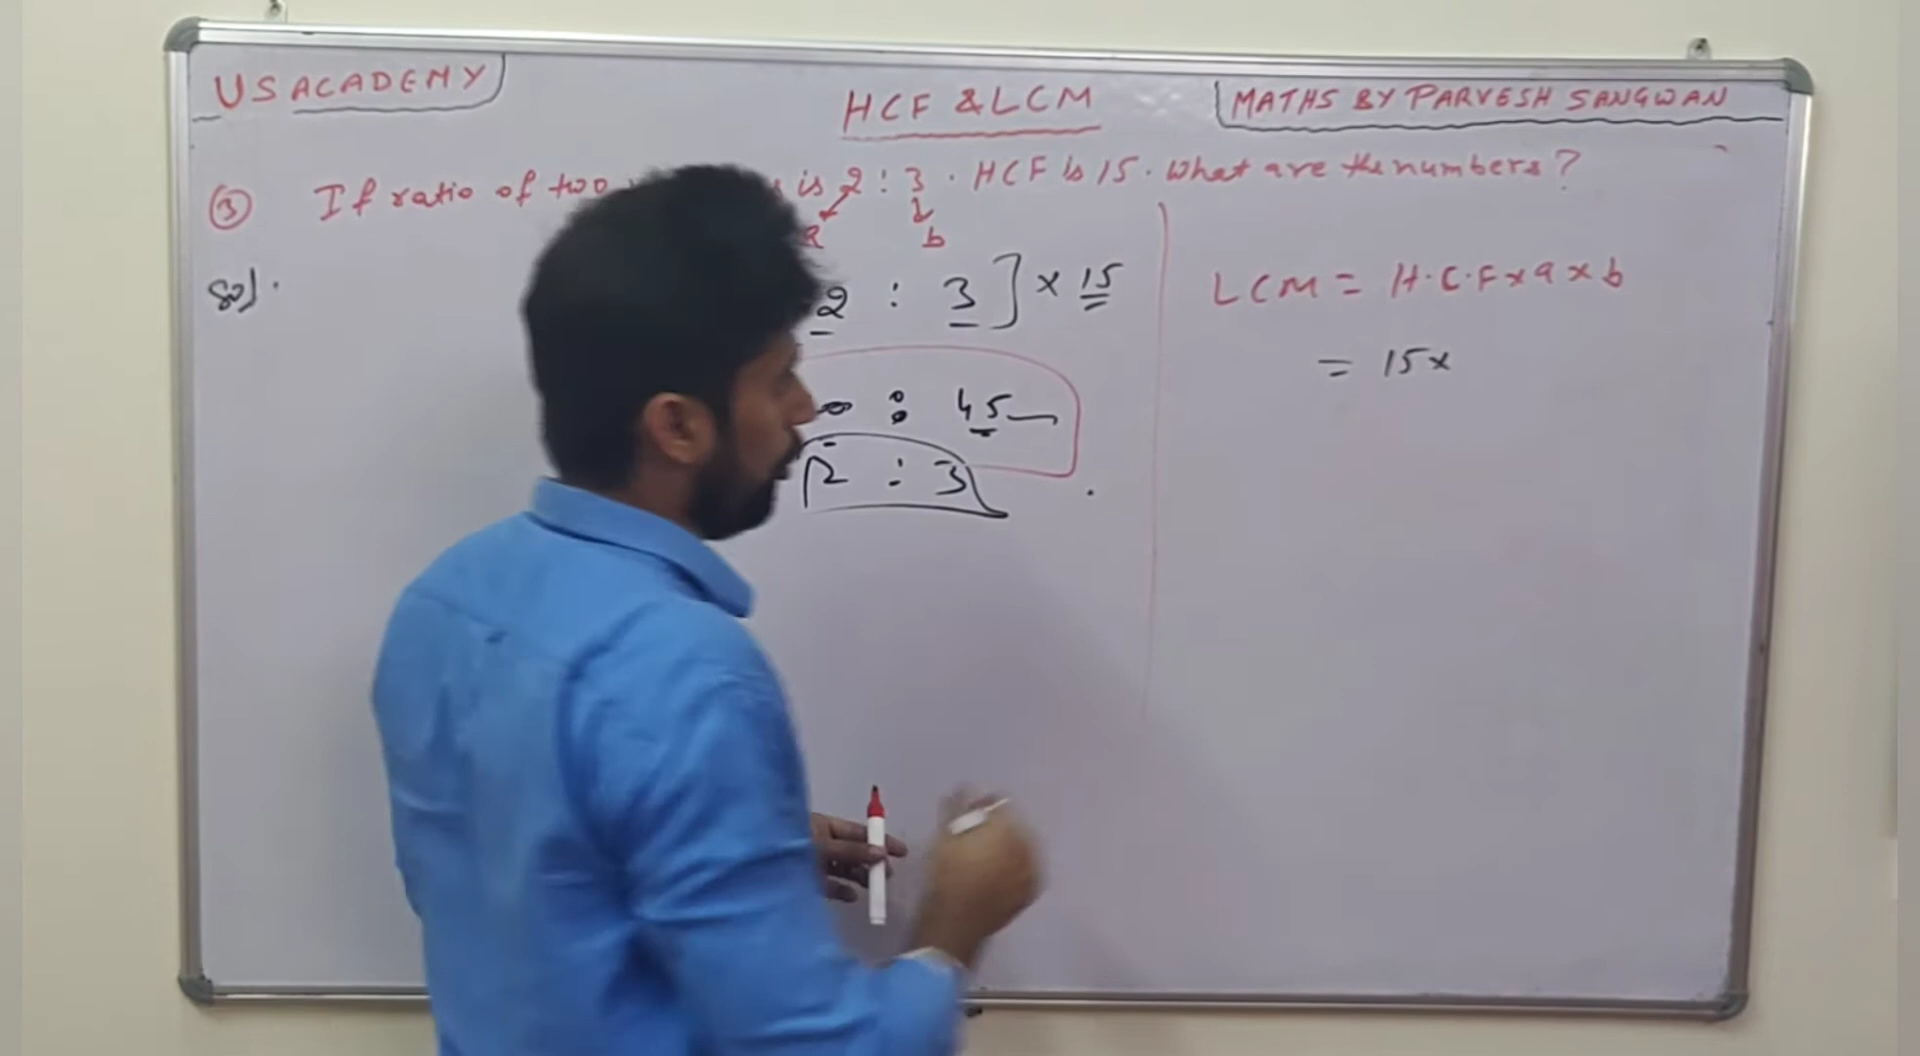 US ACADEMY
HCF & LCM
MATHS BY PARVESH SANGWAN
③ If ratio of two is 2 : 3 . HCF is 15 . What are the numbers ?
a b
Sol .
2 : 3 ] × 15
: 45
2 : 3
LCM = H.C.F × a × b
= 15 ×